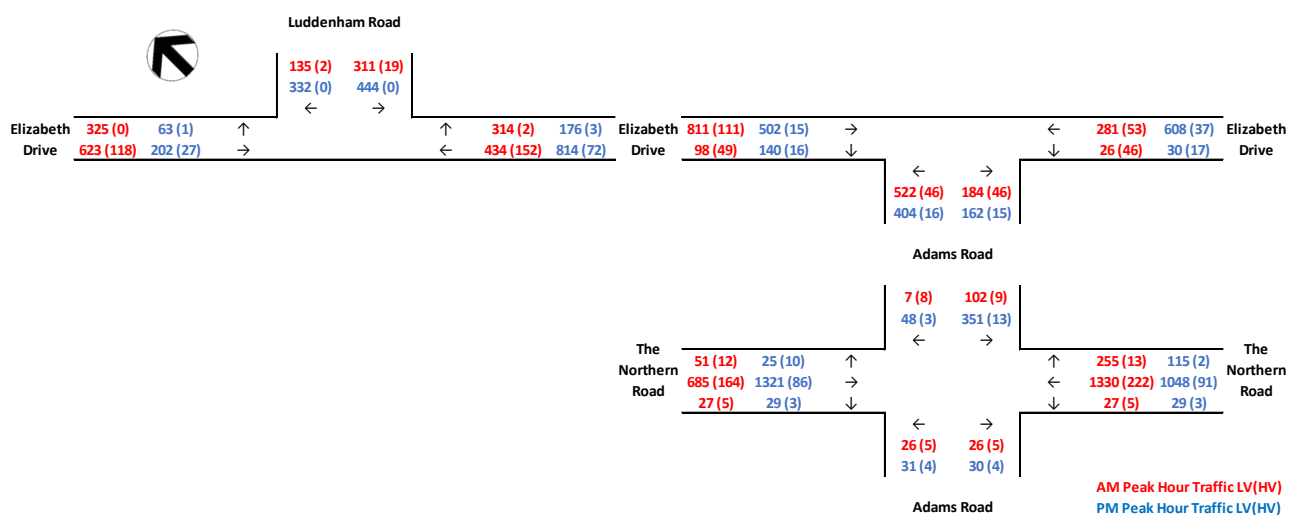 Luddenham Road
135 (2) 311 (19)
332 (0) 444 (0)
← →
Elizabeth 325 (0) 63 (1) ↑ ↑ 314 (2) 176 (3) Elizabeth 811 (111) 502 (15) → ← 281 (53) 608 (37) Elizabeth
Drive 623 (118) 202 (27) → ← 434 (152) 814 (72) Drive 98 (49) 140 (16) ↓ ↓ 26 (46) 30 (17) Drive
← →
522 (46) 184 (46)
404 (16) 162 (15)
Adams Road
7 (8) 102 (9)
48 (3) 351 (13)
← →
The 51 (12) 25 (10) ↑ ↑ 255 (13) 115 (2) The
Northern 685 (164) 1321 (86) → ← 1330 (222) 1048 (91) Northern
Road 27 (5) 29 (3) ↓ ↓ 27 (5) 29 (3) Road
← →
26 (5) 26 (5)
31 (4) 30 (4)
AM Peak Hour Traffic LV(HV)
Adams Road PM Peak Hour Traffic LV(HV)